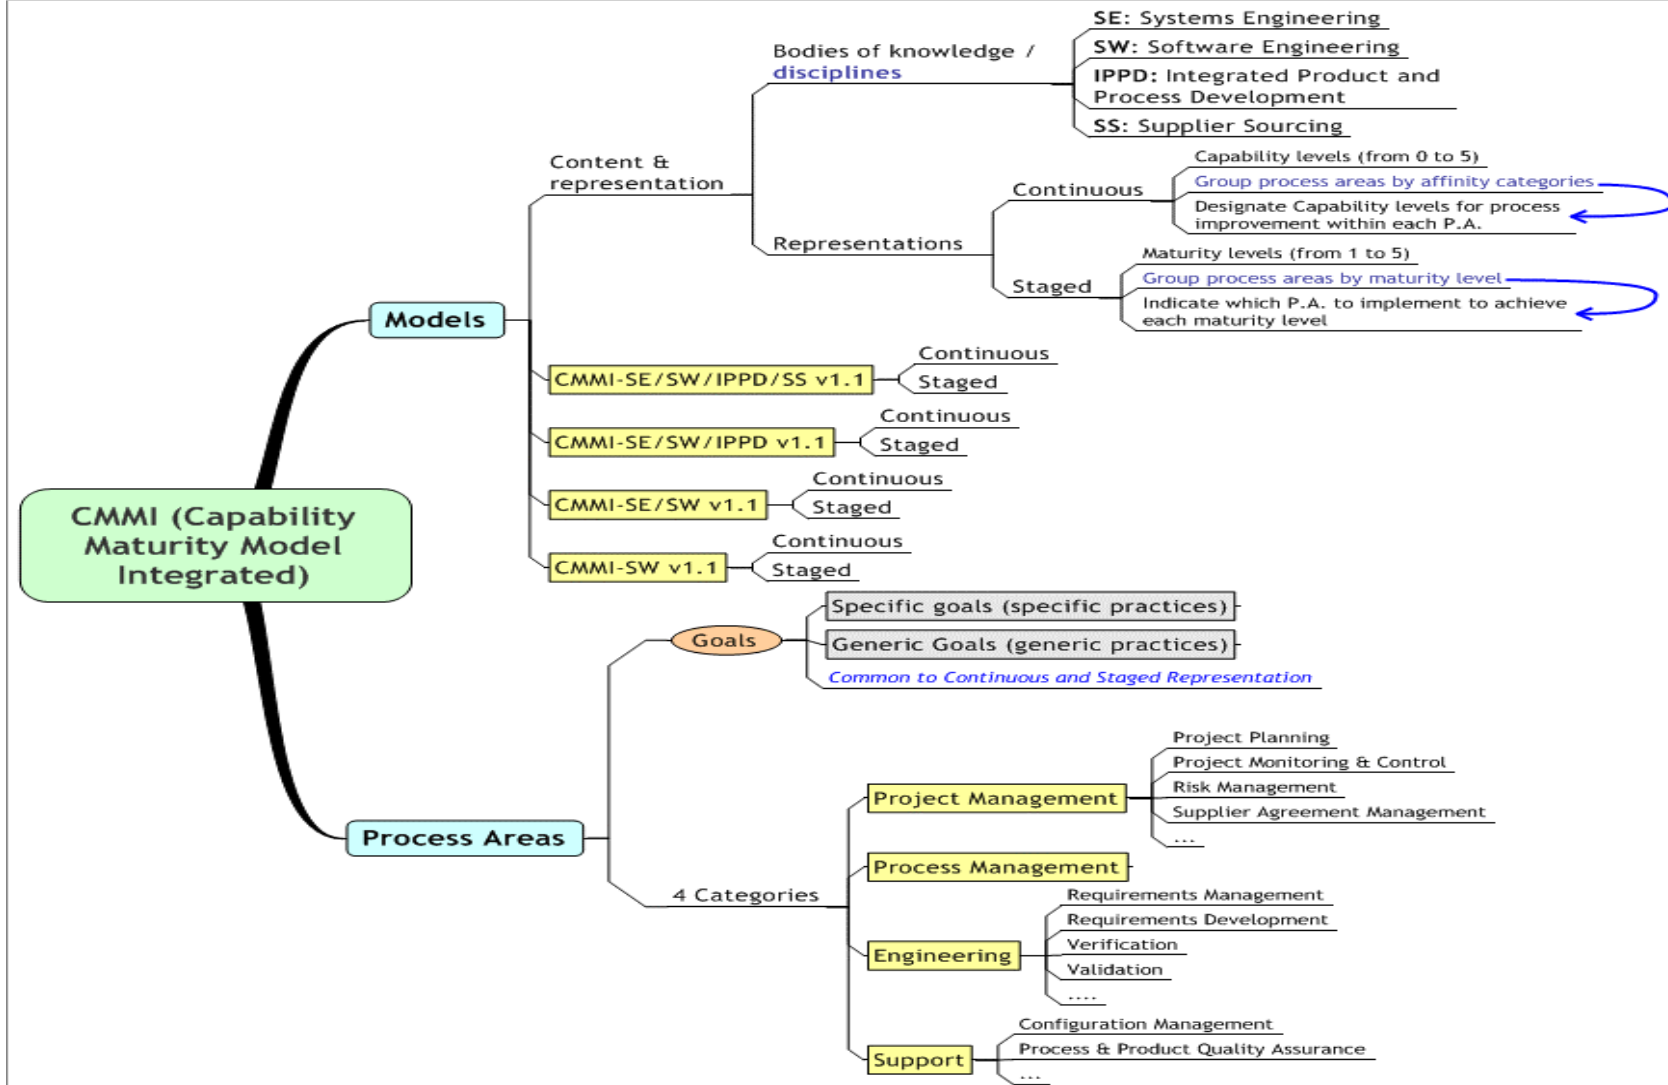 SE: Systems Engineering
SW: Software Engineering
IPPD: Integrated Product and
Process Development
SS: Supplier Sourcing
Bodies of knowledge /
disciplines
Content &
representation
Capability levels (from 0 to 5)
Group process areas by affinity categories
Designate Capability levels for process
improvement within each P.A.
Continuous
Representations
Maturity levels (from 1 to 5)
Group process areas by maturity level
Indicate which P.A. to implement to achieve
each maturity level
Staged
Models
CMMI-SE/SW/IPPD/SS v1.1
Continuous
Staged
CMMI-SE/SW/IPPD v1.1
Continuous
Staged
CMMI-SE/SW v1.1
Continuous
Staged
CMMI-SW v1.1
Continuous
Staged
CMMI (Capability
Maturity Model
Integrated)
Goals
Specific goals (specific practices)
Generic Goals (generic practices)
Common to Continuous and Staged Representation
Process Areas
4 Categories
Project Management
Project Planning
Project Monitoring & Control
Risk Management
Supplier Agreement Management
...
Process Management
Engineering
Requirements Management
Requirements Development
Verification
Validation
....
Support
Configuration Management
Process & Product Quality Assurance
...